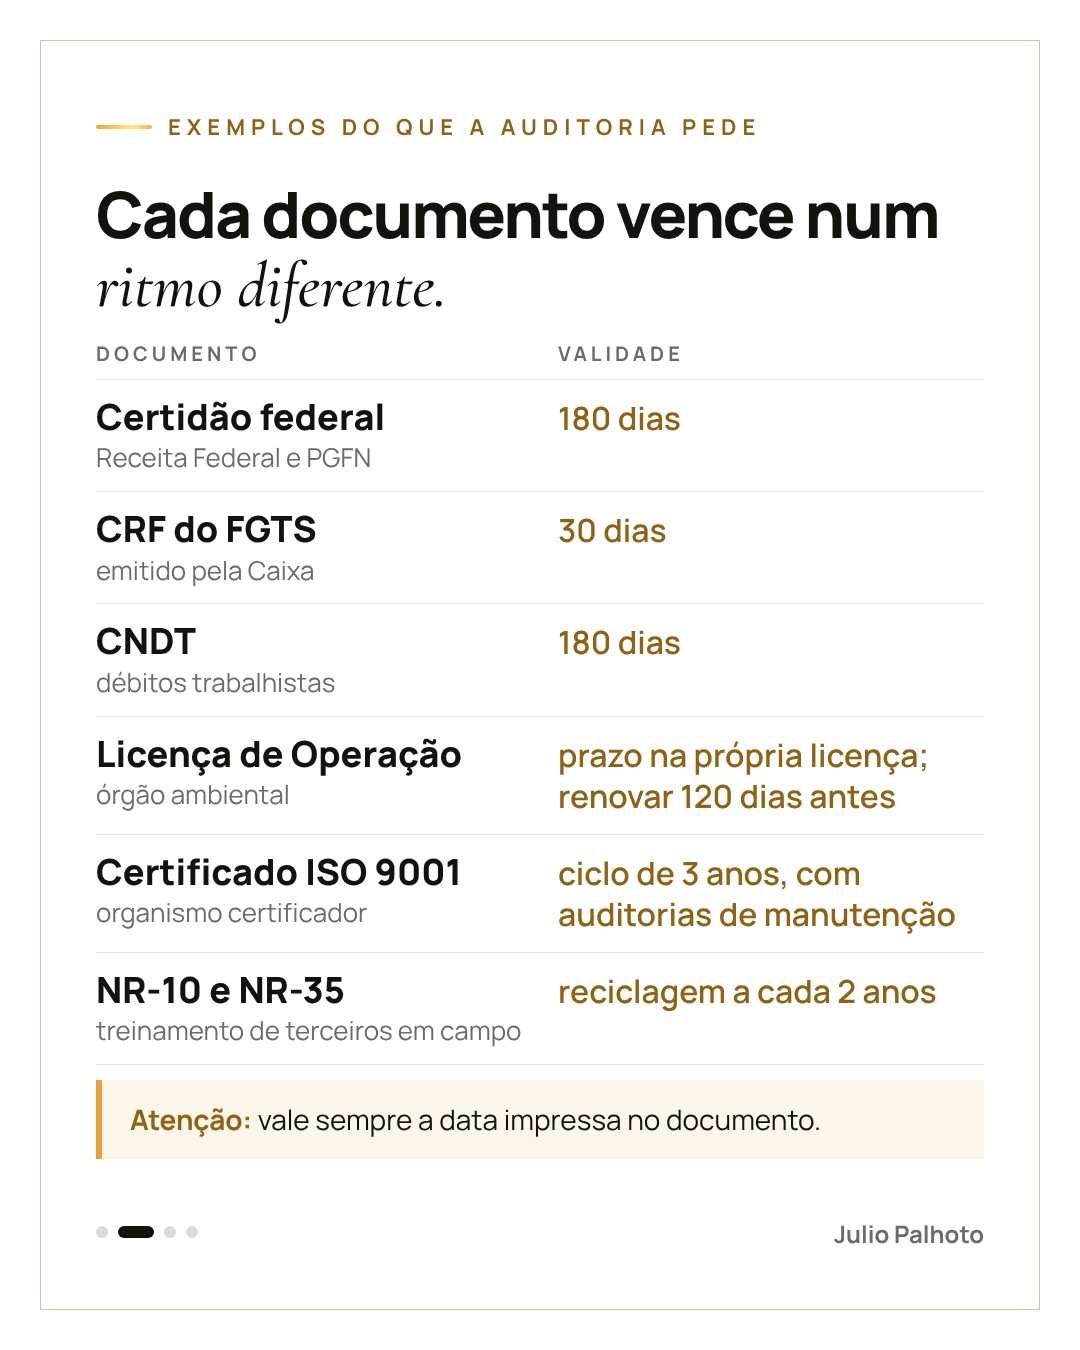 EXEMPLOS DO QUE A AUDITORIA PEDE
Cada documento vence num
ritmo diferente.
DOCUMENTO VALIDADE
Certidão federal 180 dias
Receita Federal e PGFN
CRF do FGTS 30 dias
emitido pela Caixa
CNDT 180 dias
débitos trabalhistas
Licença de Operação prazo na própria licença;
órgão ambiental renovar 120 dias antes
Certificado ISO 9001 ciclo de 3 anos, com
organismo certificador auditorias de manutenção
NR-10 e NR-35 reciclagem a cada 2 anos
treinamento de terceiros em campo
Atenção: vale sempre a data impressa no documento.
Julio Palhoto